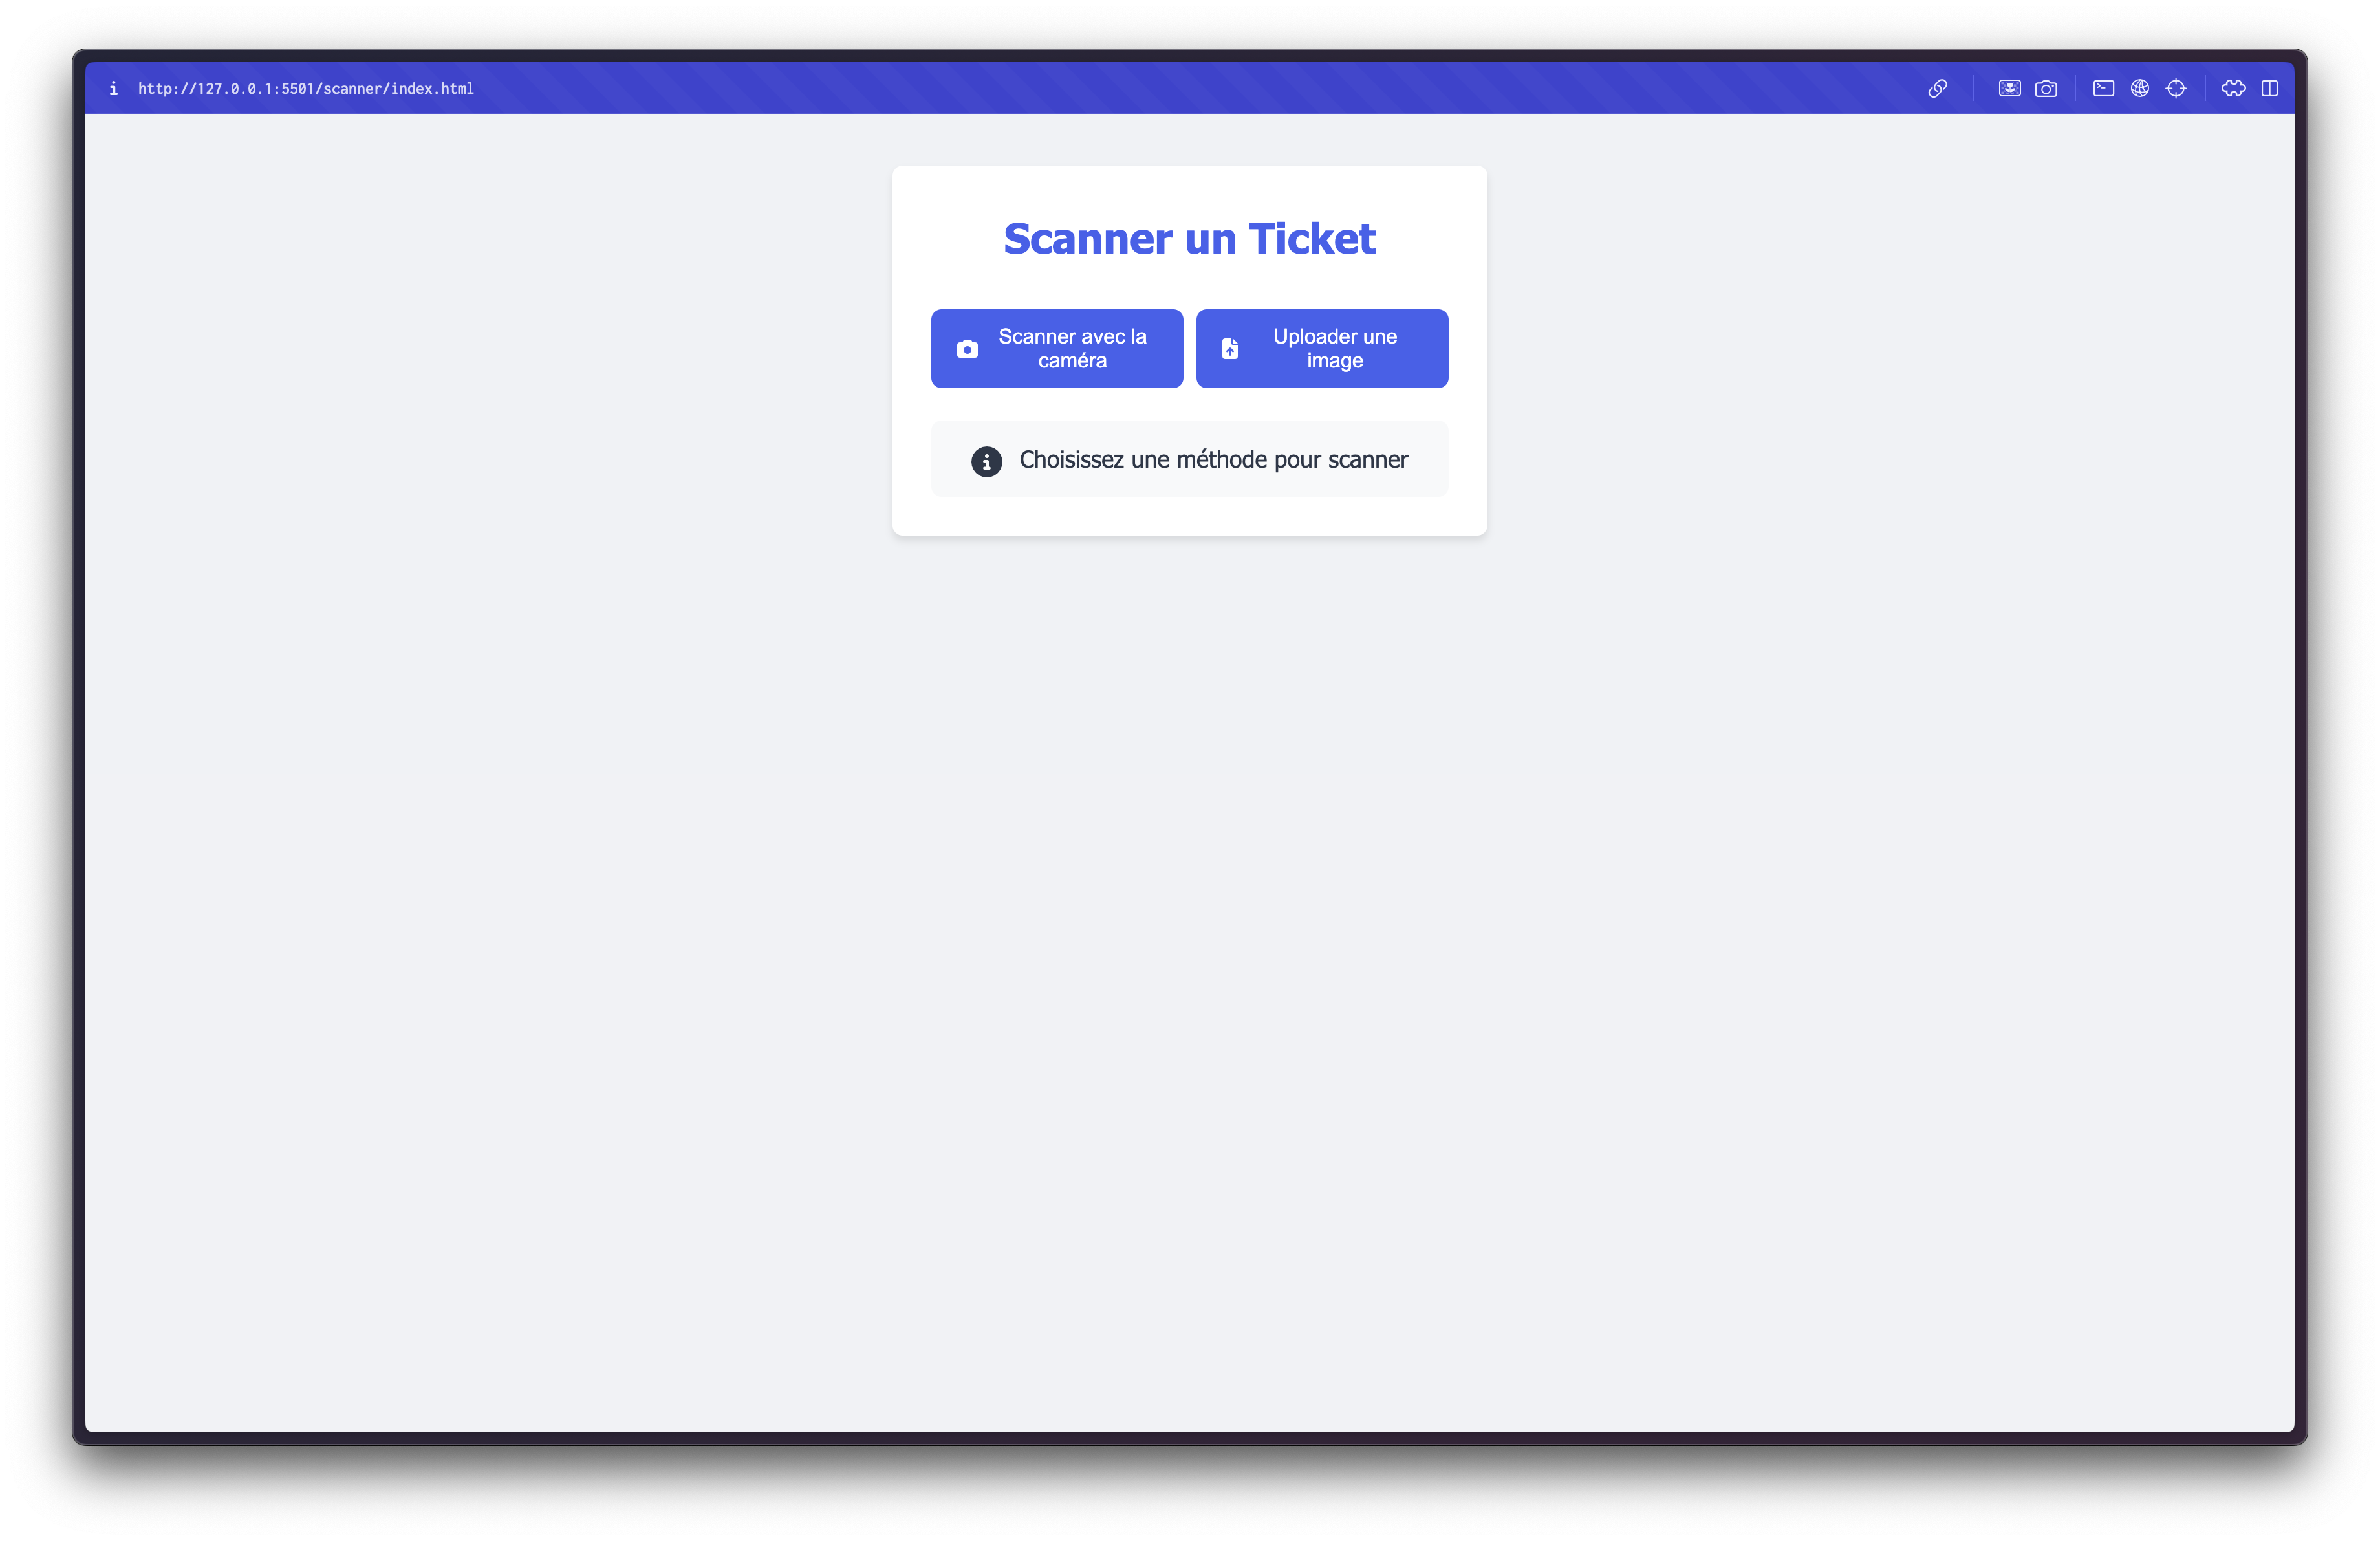 http://127.0.0.1:5501/scanner/index.html
Scanner un Ticket
Scanner avec la
caméra
Uploader une
image
Choisissez une méthode pour scanner